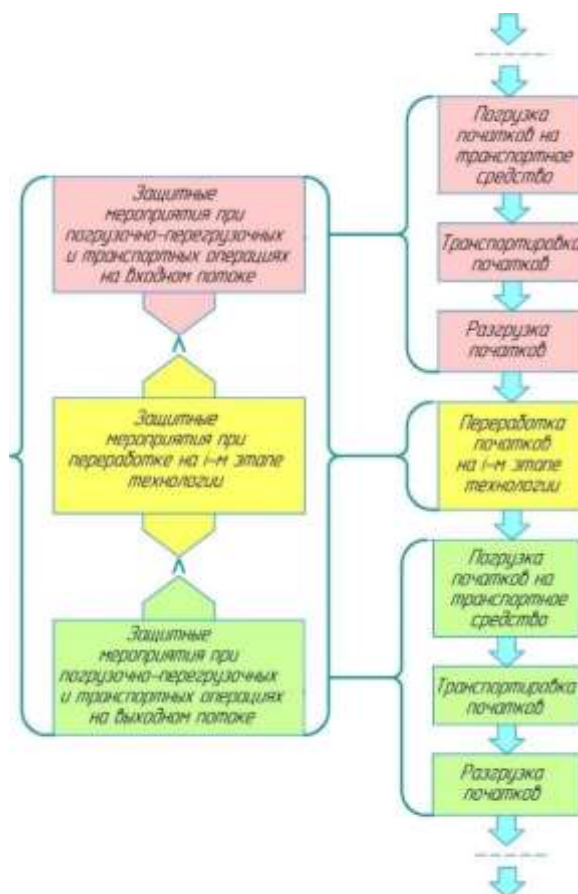 Защитные
мероприятия при
погрузочно-перегрузочных
и транспортных операциях
на входном потоке
^
Защитные
мероприятия при
переработке на i-м этапе
технологии
^
Защитные
мероприятия при
погрузочно-перегрузочных
и транспортных операциях
на выходном потоке
Погрузка
початков на
транспортное
средство
Транспортировка
початков
Разгрузка
початков
Переработка
початков
на i-м этапе
технологии
Погрузка
початков на
транспортное
средство
Транспортировка
початков
Разгрузка
початков